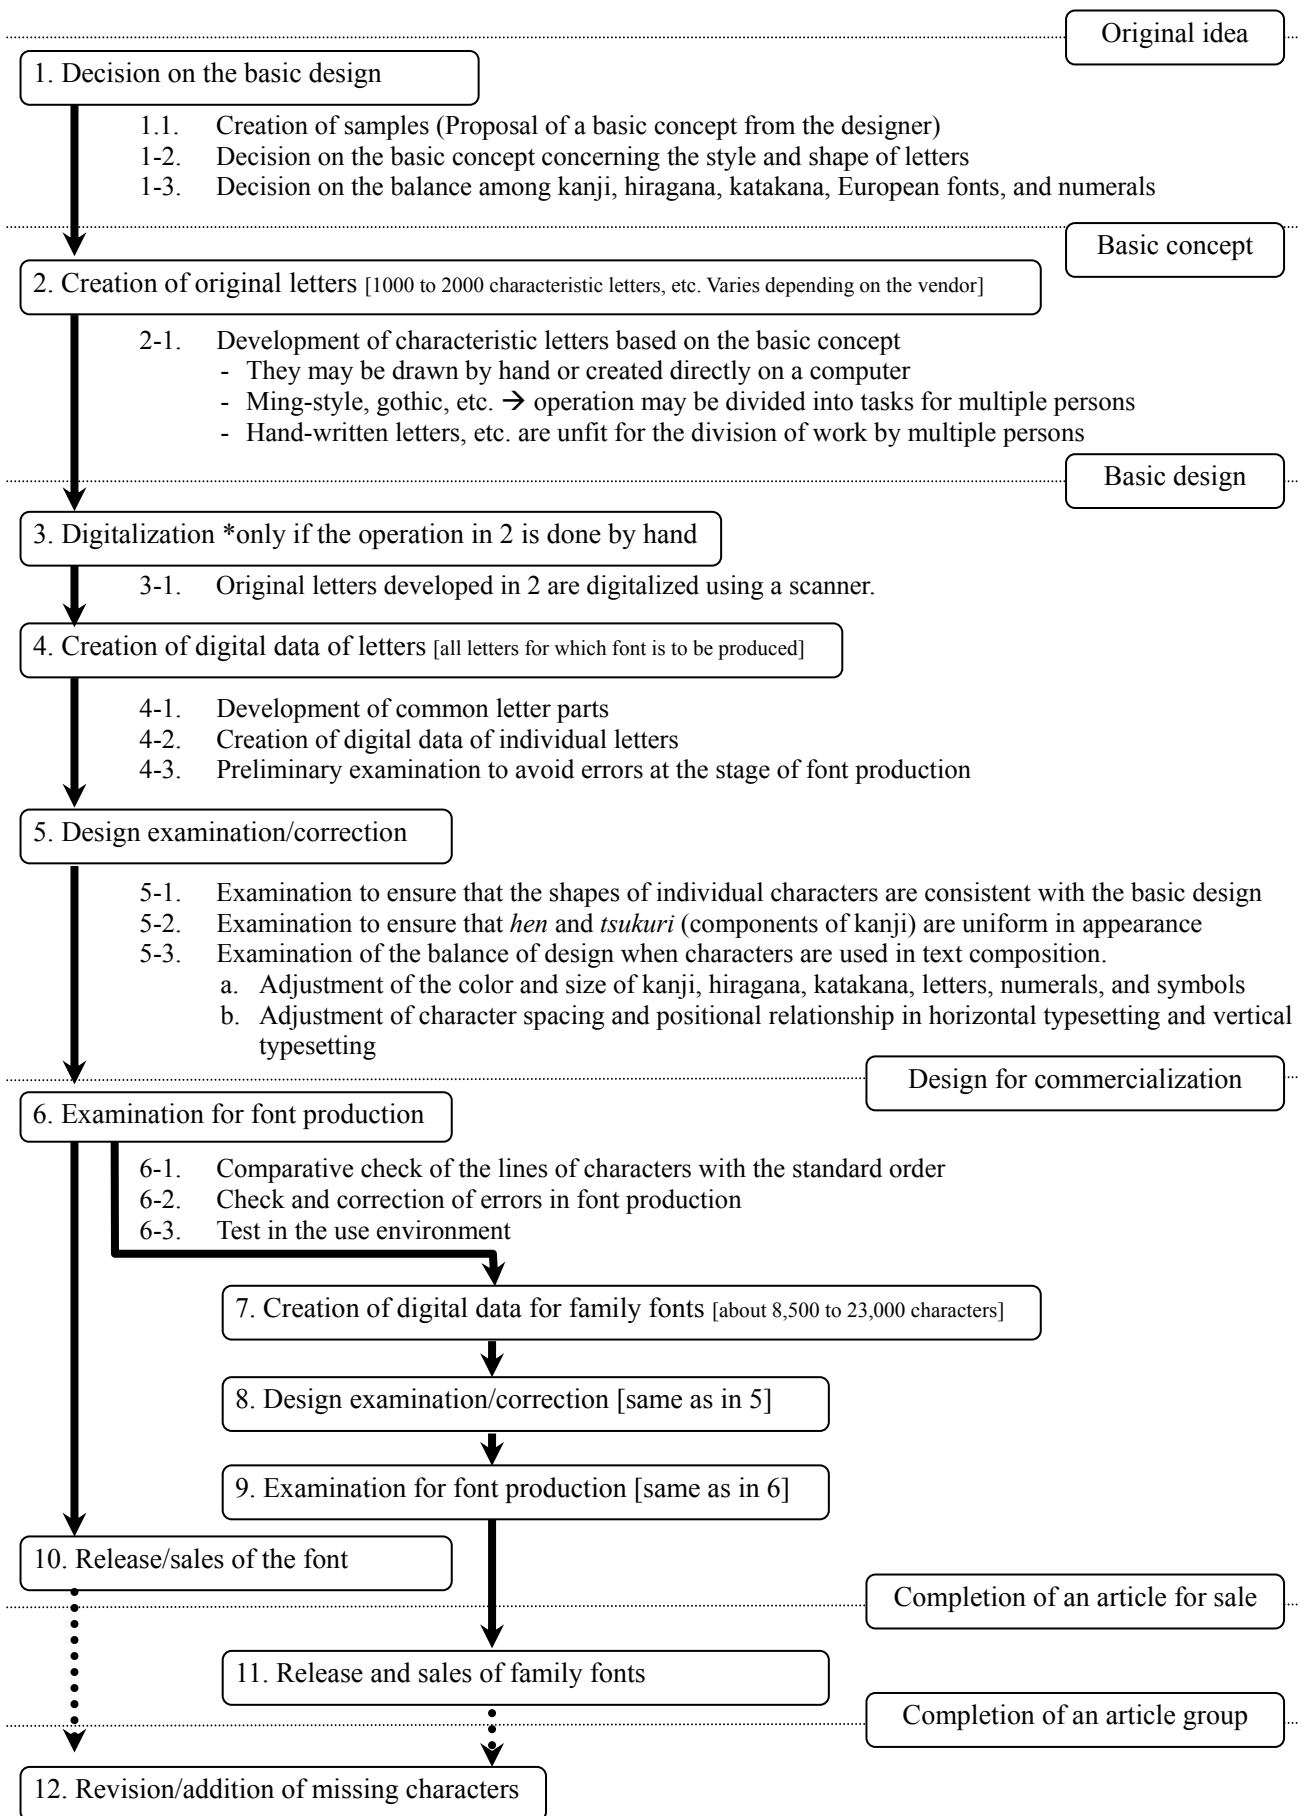 Original idea
1. Decision on the basic design
1.1. Creation of samples (Proposal of a basic concept from the designer)
1-2. Decision on the basic concept concerning the style and shape of letters
1-3. Decision on the balance among kanji, hiragana, katakana, European fonts, and numerals
Basic concept
2. Creation of original letters [1000 to 2000 characteristic letters, etc. Varies depending on the vendor]
2-1. Development of characteristic letters based on the basic concept
- They may be drawn by hand or created directly on a computer
- Ming-style, gothic, etc. → operation may be divided into tasks for multiple persons
- Hand-written letters, etc. are unfit for the division of work by multiple persons
Basic design
3. Digitalization *only if the operation in 2 is done by hand
3-1. Original letters developed in 2 are digitalized using a scanner.
4. Creation of digital data of letters [all letters for which font is to be produced]
4-1. Development of common letter parts
4-2. Creation of digital data of individual letters
4-3. Preliminary examination to avoid errors at the stage of font production
5. Design examination/correction
5-1. Examination to ensure that the shapes of individual characters are consistent with the basic design
5-2. Examination to ensure that hen and tsukuri (components of kanji) are uniform in appearance
5-3. Examination of the balance of design when characters are used in text composition.
a. Adjustment of the color and size of kanji, hiragana, katakana, letters, numerals, and symbols
b. Adjustment of character spacing and positional relationship in horizontal typesetting and vertical
typesetting
Design for commercialization
6. Examination for font production
6-1. Comparative check of the lines of characters with the standard order
6-2. Check and correction of errors in font production
6-3. Test in the use environment
7. Creation of digital data for family fonts [about 8,500 to 23,000 characters]
8. Design examination/correction [same as in 5]
9. Examination for font production [same as in 6]
10. Release/sales of the font
Completion of an article for sale
11. Release and sales of family fonts
Completion of an article group
12. Revision/addition of missing characters